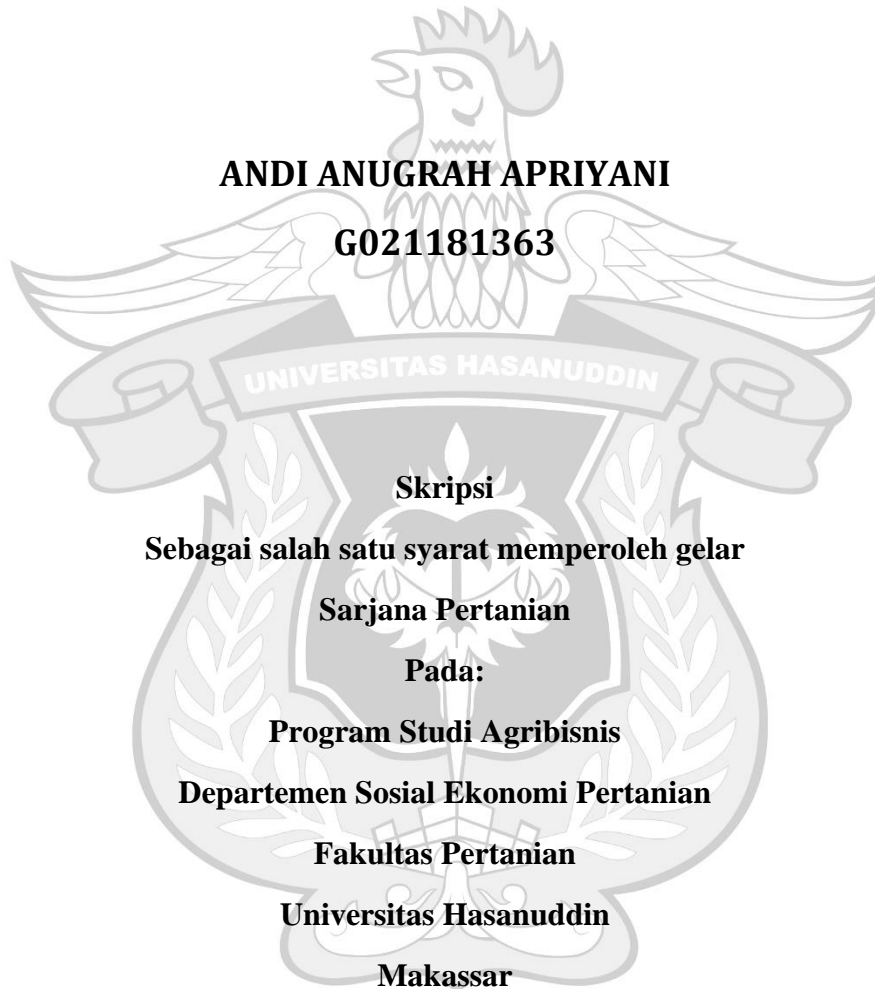 ANDI ANUGRAH APRIYANI
G021181363
UNIVERSITAS HASANUDDIN
Skripsi
Sebagai salah satu syarat memperoleh gelar
Sarjana Pertanian
Pada:
Program Studi Agribisnis
Departemen Sosial Ekonomi Pertanian
Fakultas Pertanian
Universitas Hasanuddin
Makassar